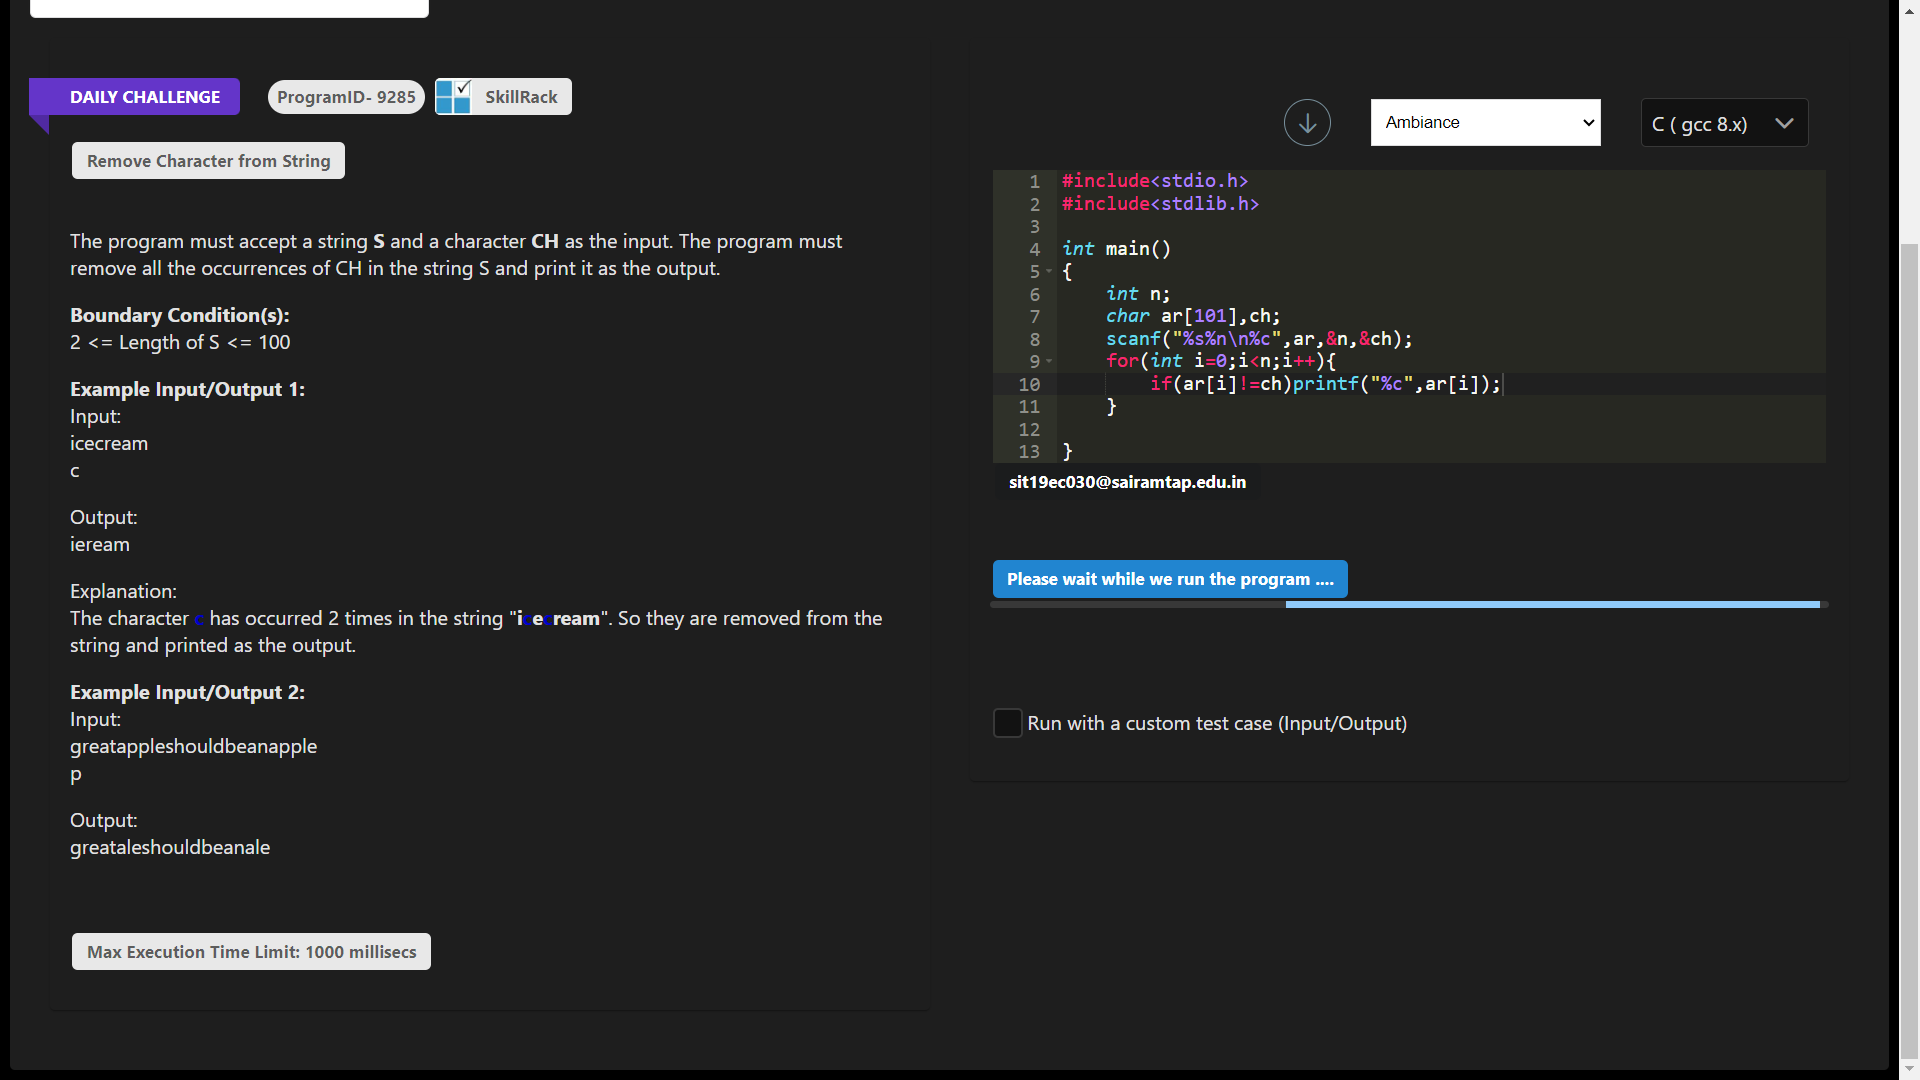 DAILY CHALLENGE
ProgramID- 9285
SkillRack
Remove Character from String
The program must accept a string S and a character CH as the input. The program must
remove all the occurrences of CH in the string S and print it as the output.
Boundary Condition(s):
2 <= Length of S <= 100
Example Input/Output 1:
Input:
icecream
c
Output:
ieream
Explanation:
The character c has occurred 2 times in the string "icecream". So they are removed from the
string and printed as the output.
Example Input/Output 2:
Input:
greatappleshouldbeanapple
p
Output:
greataleshouldbeanale
Max Execution Time Limit: 1000 millisecs
Ambiance
C ( gcc 8.x)
1 #include<stdio.h>
2 #include<stdlib.h>
3
4 int main()
5 {
6 int n;
7 char ar[101],ch;
8 scanf("%s%n\n%c",ar,&n,&ch);
9 for(int i=0;i<n;i++){
10 if(ar[i]!=ch)printf("%c",ar[i]);
11 }
12
13 }
sit19ec030@sairamtap.edu.in
Please wait while we run the program ....
Run with a custom test case (Input/Output)